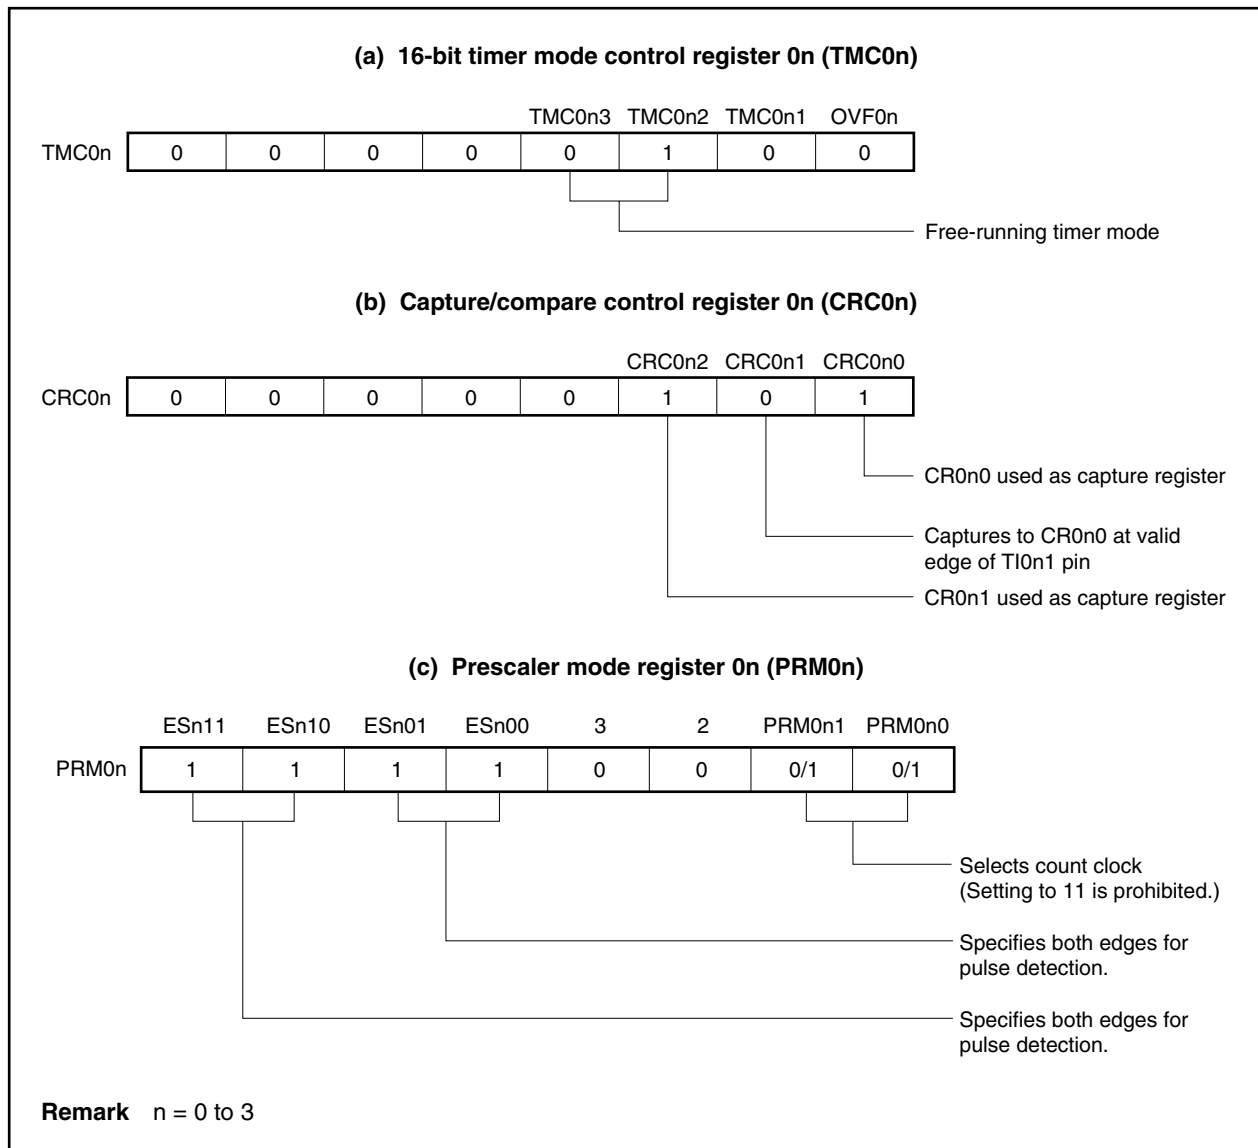 (a) 16-bit timer mode control register 0n (TMC0n)
TMC0n3 TMC0n2 TMC0n1 OVF0n
TMC0n 0 0 0 0 0 1 0 0
Free-running timer mode
(b) Capture/compare control register 0n (CRC0n)
CRC0n2 CRC0n1 CRC0n0
CRC0n 0 0 0 0 0 1 0 1
CR0n0 used as capture register
Captures to CR0n0 at valid
edge of TI0n1 pin
CR0n1 used as capture register
(c) Prescaler mode register 0n (PRM0n)
ESn11 ESn10 ESn01 ESn00 3 2 PRM0n1 PRM0n0
PRM0n 1 1 1 1 0 0 0/1 0/1
Selects count clock
(Setting to 11 is prohibited.)
Specifies both edges for
pulse detection.
Specifies both edges for
pulse detection.
Remark n = 0 to 3